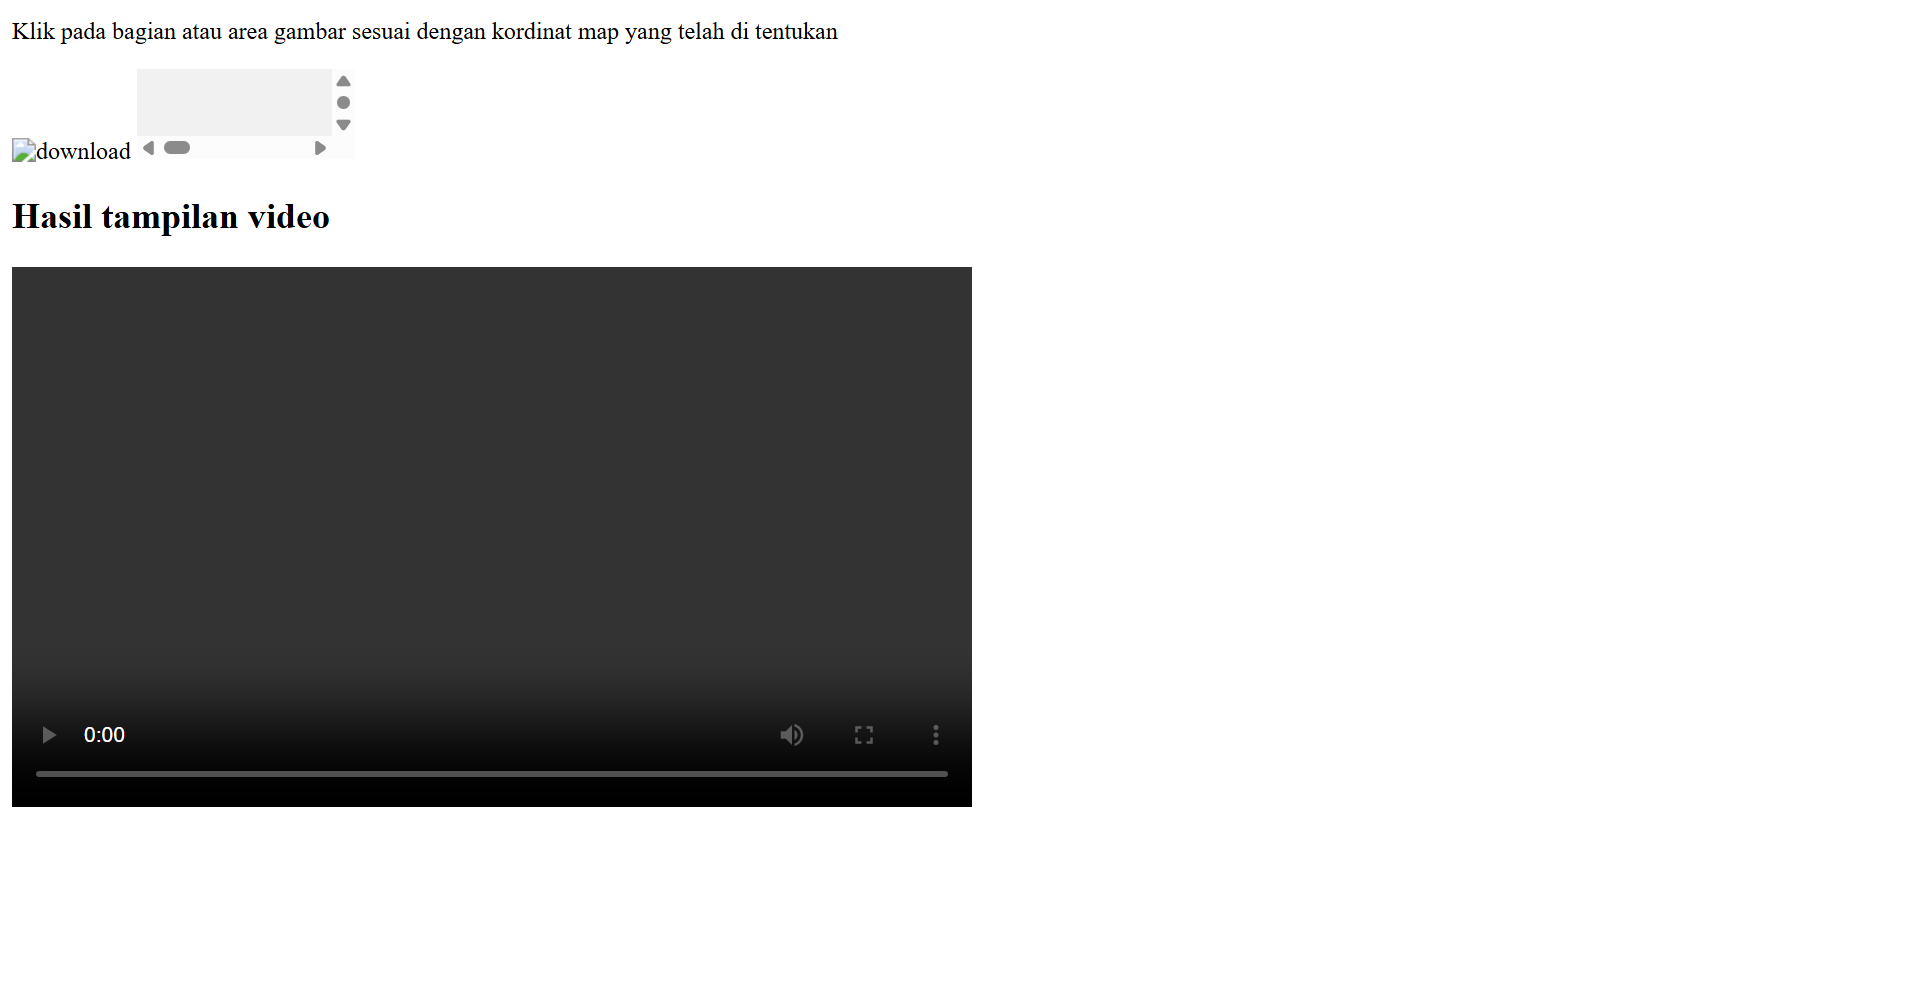 Klik pada bagian atau area gambar sesuai dengan kordinat map yang telah di tentukan
download
Hasil tampilan video
0:00